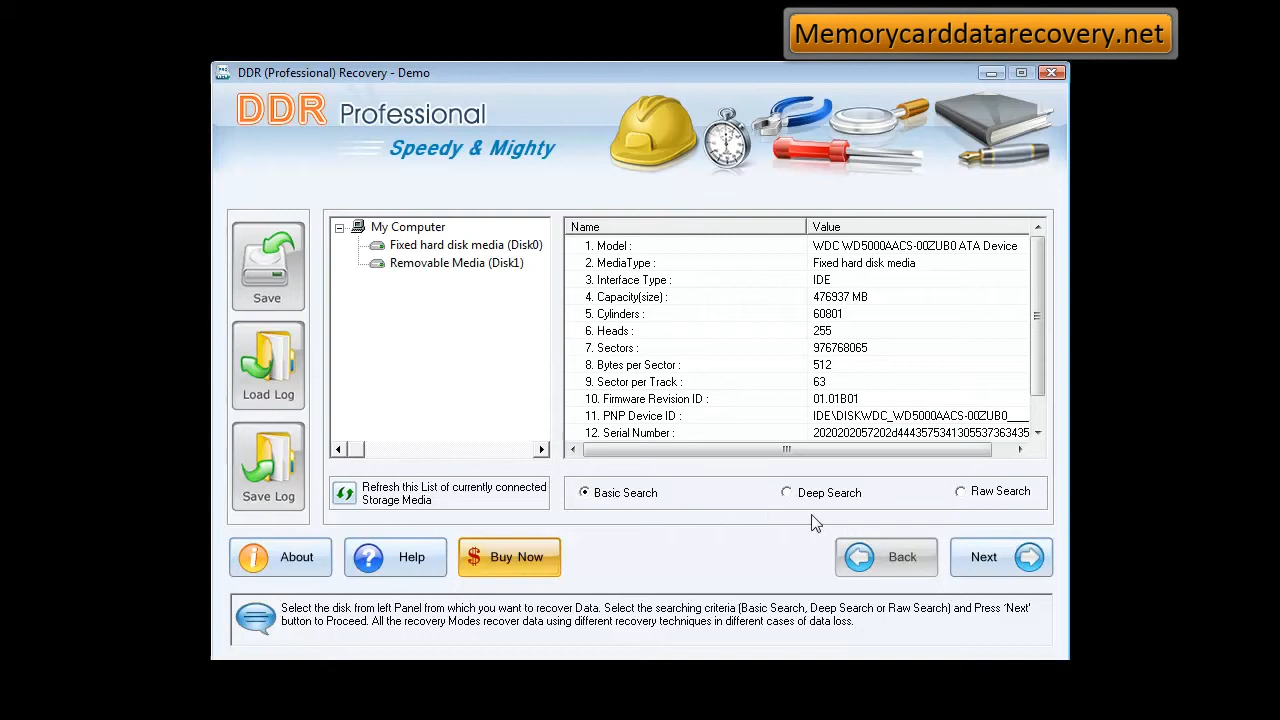 Memorycarddatarecovery.net
DDR (Professional) Recovery - Demo
DDR Professional
Speedy & Mighty
Save
Load Log
Save Log
My Computer
Fixed hard disk media (Disk0)
Removable Media (Disk1)
Refresh this List of currently connected
Storage Media
Name Value
1. Model : WDC WD5000AACS-00ZUB0 ATA Device
2. MediaType : Fixed hard disk media
3. Interface Type : IDE
4. Capacity(size) : 476937 MB
5. Cylinders : 60801
6. Heads : 255
7. Sectors : 976768065
8. Bytes per Sector : 512
9. Sector per Track : 63
10. Firmware Revision ID : 01.01B01
11. PNP Device ID : IDE\DISKWDC_WD5000AACS-00ZUB0____
12. Serial Number : 2020202057202d4443575341305537363435
Basic Search Deep Search Raw Search
About Help $ Buy Now Back Next
Select the disk from left Panel from which you want to recover Data. Select the searching criteria (Basic Search, Deep Search or Raw Search) and Press 'Next'
button to Proceed. All the recovery Modes recover data using different recovery techniques in different cases of data loss.